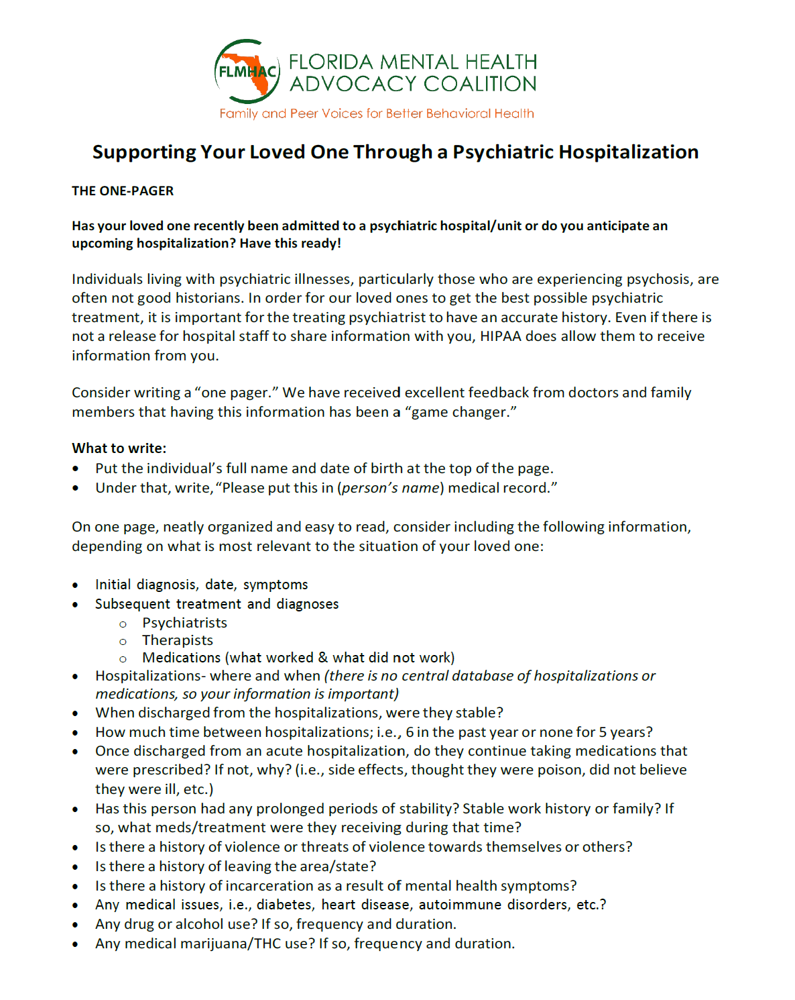 FLMHAC
FLORIDA MENTAL HEALTH
ADVOCACY COALITION
Family and Peer Voices for Better Behavioral Health
Supporting Your Loved One Through a Psychiatric Hospitalization
THE ONE-PAGER
Has your loved one recently been admitted to a psychiatric hospital/unit or do you anticipate an
upcoming hospitalization? Have this ready!
Individuals living with psychiatric illnesses, particularly those who are experiencing psychosis, are
often not good historians. In order for our loved ones to get the best possible psychiatric
treatment, it is important for the treating psychiatrist to have an accurate history. Even if there is
not a release for hospital staff to share information with you, HIPAA does allow them to receive
information from you.
Consider writing a “one pager.” We have received excellent feedback from doctors and family
members that having this information has been a “game changer.”
What to write:
• Put the individual’s full name and date of birth at the top of the page.
• Under that, write, “Please put this in (person’s name) medical record.”
On one page, neatly organized and easy to read, consider including the following information,
depending on what is most relevant to the situation of your loved one:
• Initial diagnosis, date, symptoms
• Subsequent treatment and diagnoses
o Psychiatrists
o Therapists
o Medications (what worked & what did not work)
• Hospitalizations- where and when (there is no central database of hospitalizations or
medications, so your information is important)
• When discharged from the hospitalizations, were they stable?
• How much time between hospitalizations; i.e., 6 in the past year or none for 5 years?
• Once discharged from an acute hospitalization, do they continue taking medications that
were prescribed? If not, why? (i.e., side effects, thought they were poison, did not believe
they were ill, etc.)
• Has this person had any prolonged periods of stability? Stable work history or family? If
so, what meds/treatment were they receiving during that time?
• Is there a history of violence or threats of violence towards themselves or others?
• Is there a history of leaving the area/state?
• Is there a history of incarceration as a result of mental health symptoms?
• Any medical issues, i.e., diabetes, heart disease, autoimmune disorders, etc.?
• Any drug or alcohol use? If so, frequency and duration.
• Any medical marijuana/THC use? If so, frequency and duration.